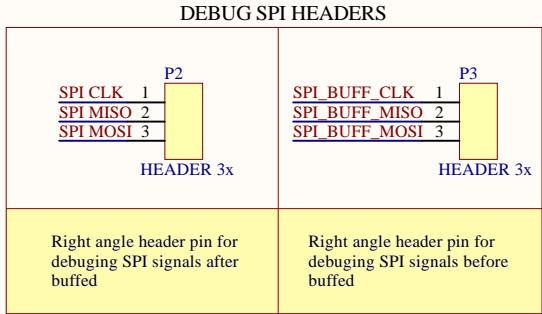 DEBUG SPI HEADERS
P2
SPI CLK 1
SPI MISO 2
SPI MOSI 3
HEADER 3x
P3
SPI_BUFF_CLK 1
SPI_BUFF_MISO 2
SPI_BUFF_MOSI 3
HEADER 3x
Right angle header pin for
debuging SPI signals after
buffed
Right angle header pin for
debuging SPI signals before
buffed